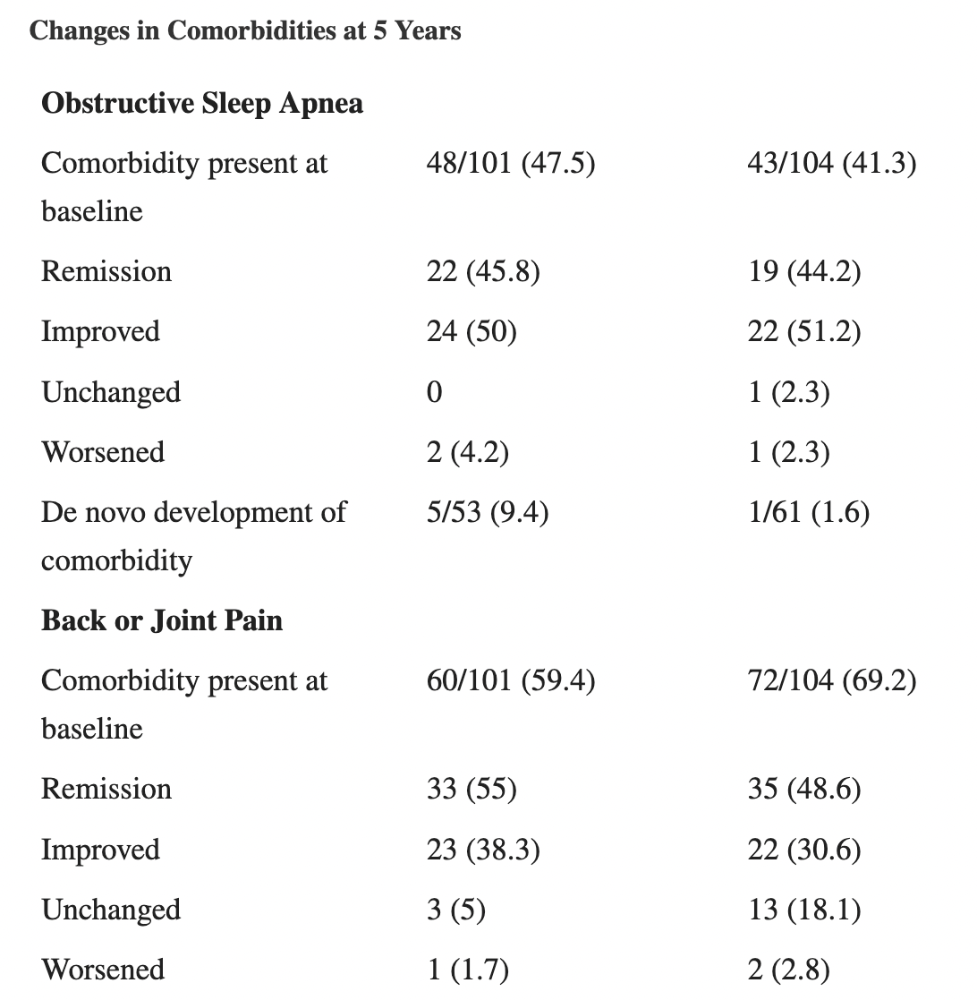 Changes in Comorbidities at 5 Years
Obstructive Sleep Apnea
Comorbidity present at 48/101 (47.5) 43/104 (41.3)
baseline
Remission 22 (45.8) 19 (44.2)
Improved 24 (50) 22 (51.2)
Unchanged 0 1 (2.3)
Worsened 2 (4.2) 1 (2.3)
De novo development of 5/53 (9.4) 1/61 (1.6)
comorbidity
Back or Joint Pain
Comorbidity present at 60/101 (59.4) 72/104 (69.2)
baseline
Remission 33 (55) 35 (48.6)
Improved 23 (38.3) 22 (30.6)
Unchanged 3 (5) 13 (18.1)
Worsened 1 (1.7) 2 (2.8)